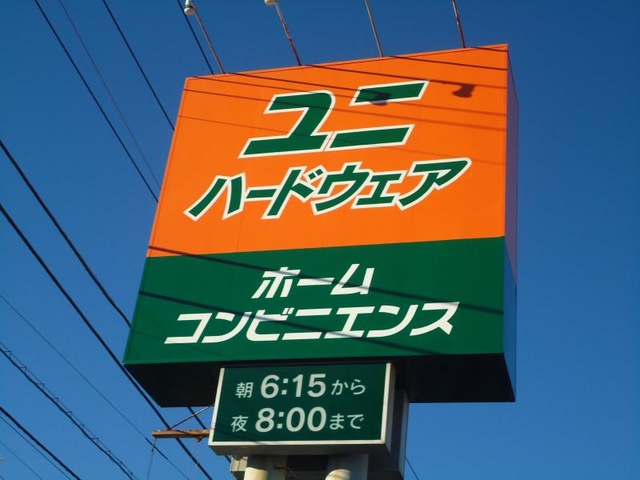 ユニ
ハードウェア
ホーム
コンビニエンス
朝 6:15から
夜 8:00まで